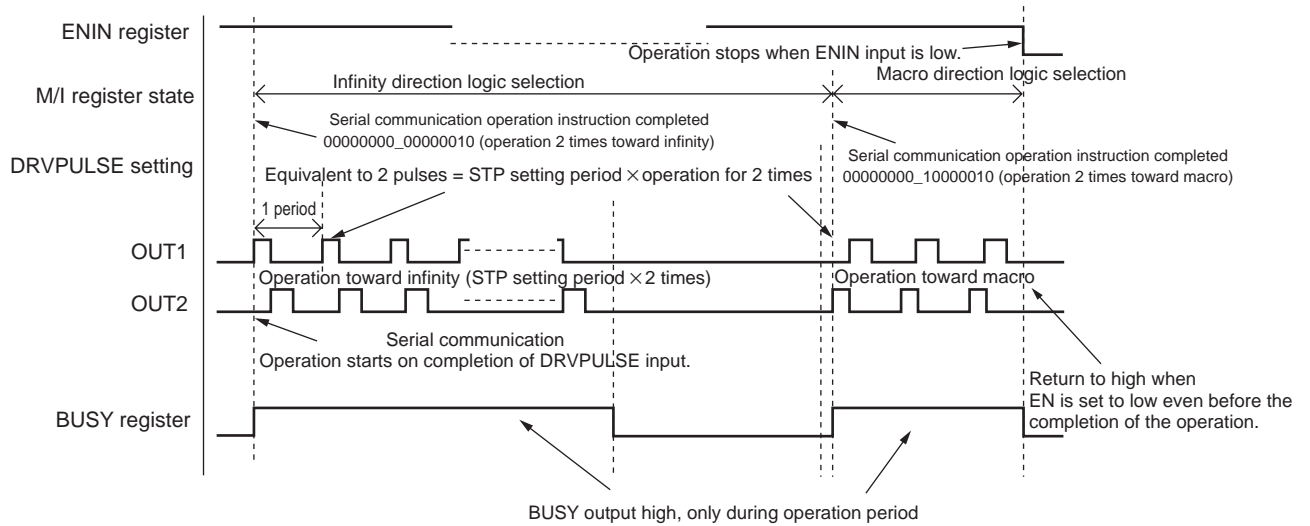 ENIN register
Operation stops when ENIN input is low.
Macro direction logic selection
Infinity direction logic selection
M/I register state
Serial communication operation instruction completed
00000000_00000010 (operation 2 times toward infinity)
Serial communication operation instruction completed
00000000_10000010 (operation 2 times toward macro)
DRVPULSE setting
Equivalent to 2 pulses = STP setting period × operation for 2 times
1 period
OUT1
Operation toward infinity (STP setting period × 2 times)
Operation toward macro
OUT2
Serial communication
Operation starts on completion of DRVPULSE input.
Return to high when
EN is set to low even before the
completion of the operation.
BUSY register
BUSY output high, only during operation period